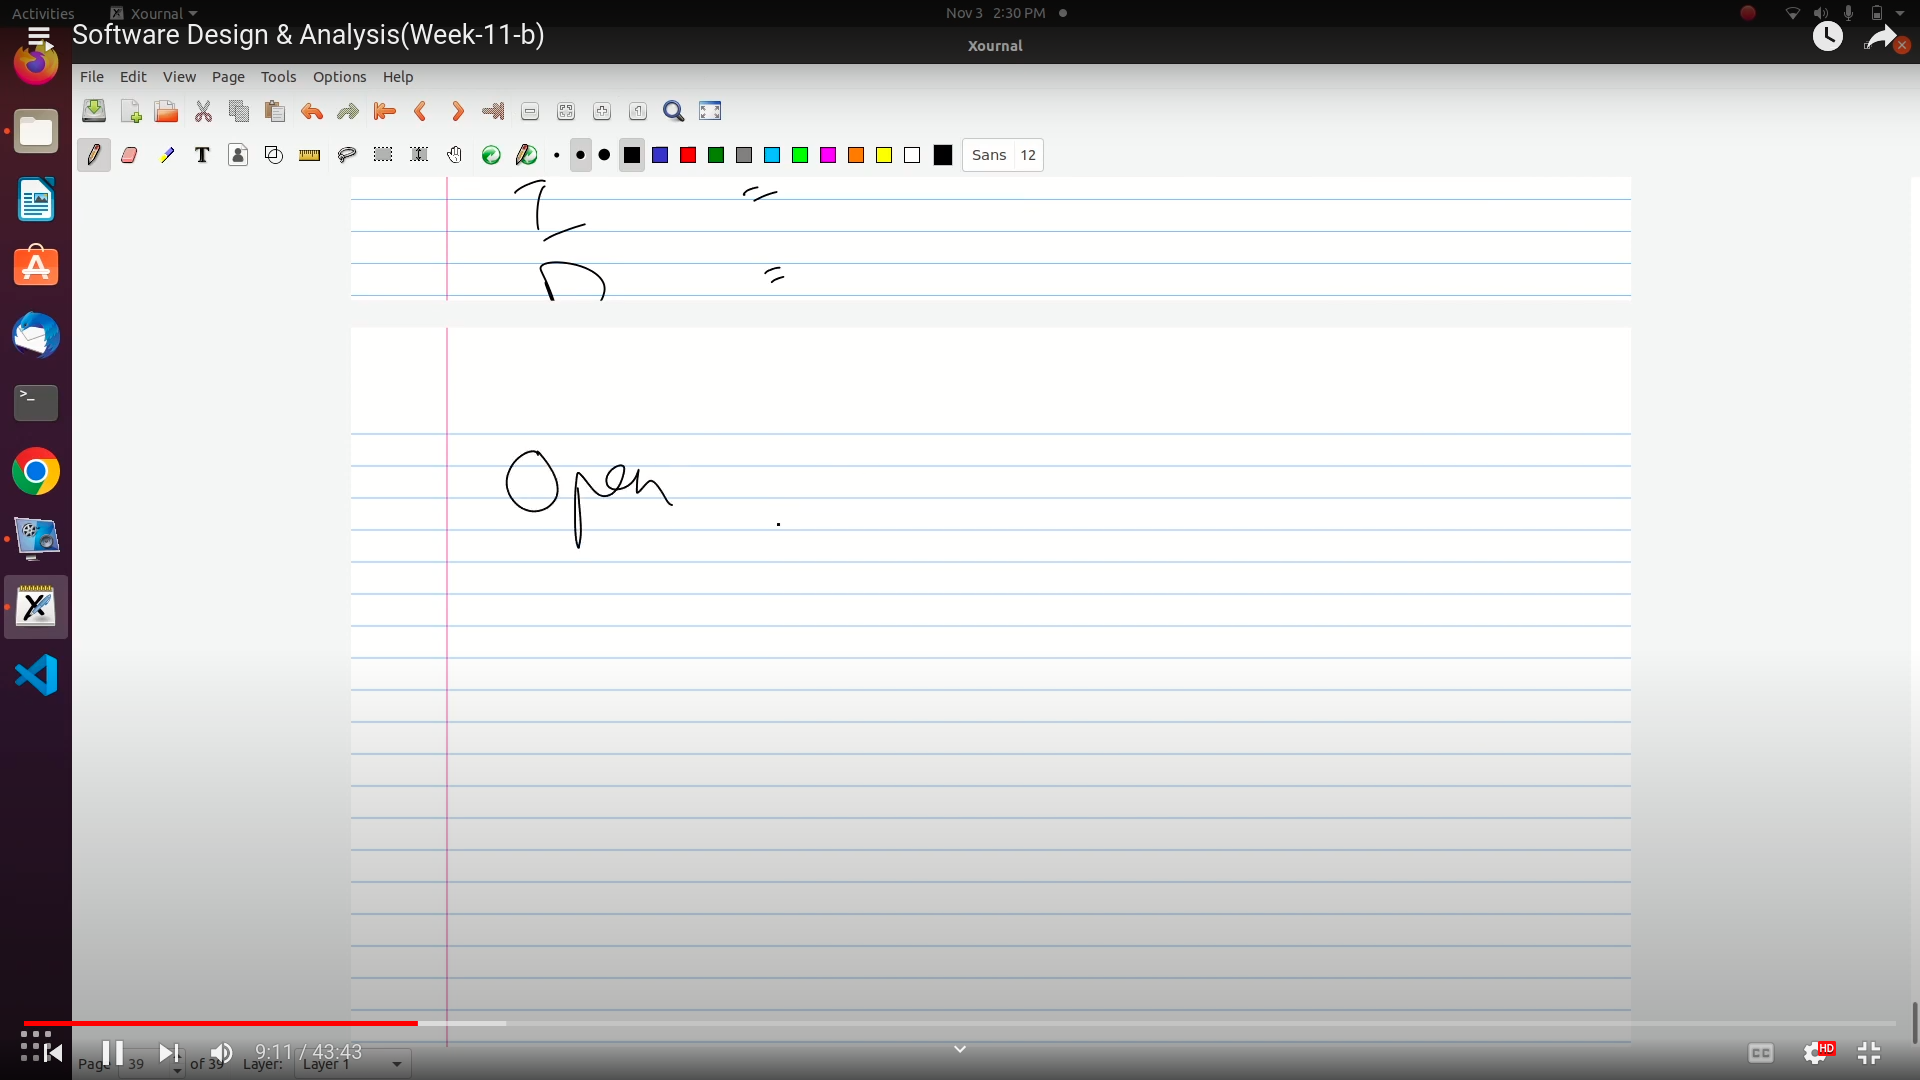 Activities Xournal Nov 3 2:30 PM
Software Design & Analysis(Week-11-b)
Xournal
File Edit View Page Tools Options Help
T Sans 12
I =
D =
Open
9:11 / 43:43 CC HD
Page 39 of 39 Layer: Layer 1